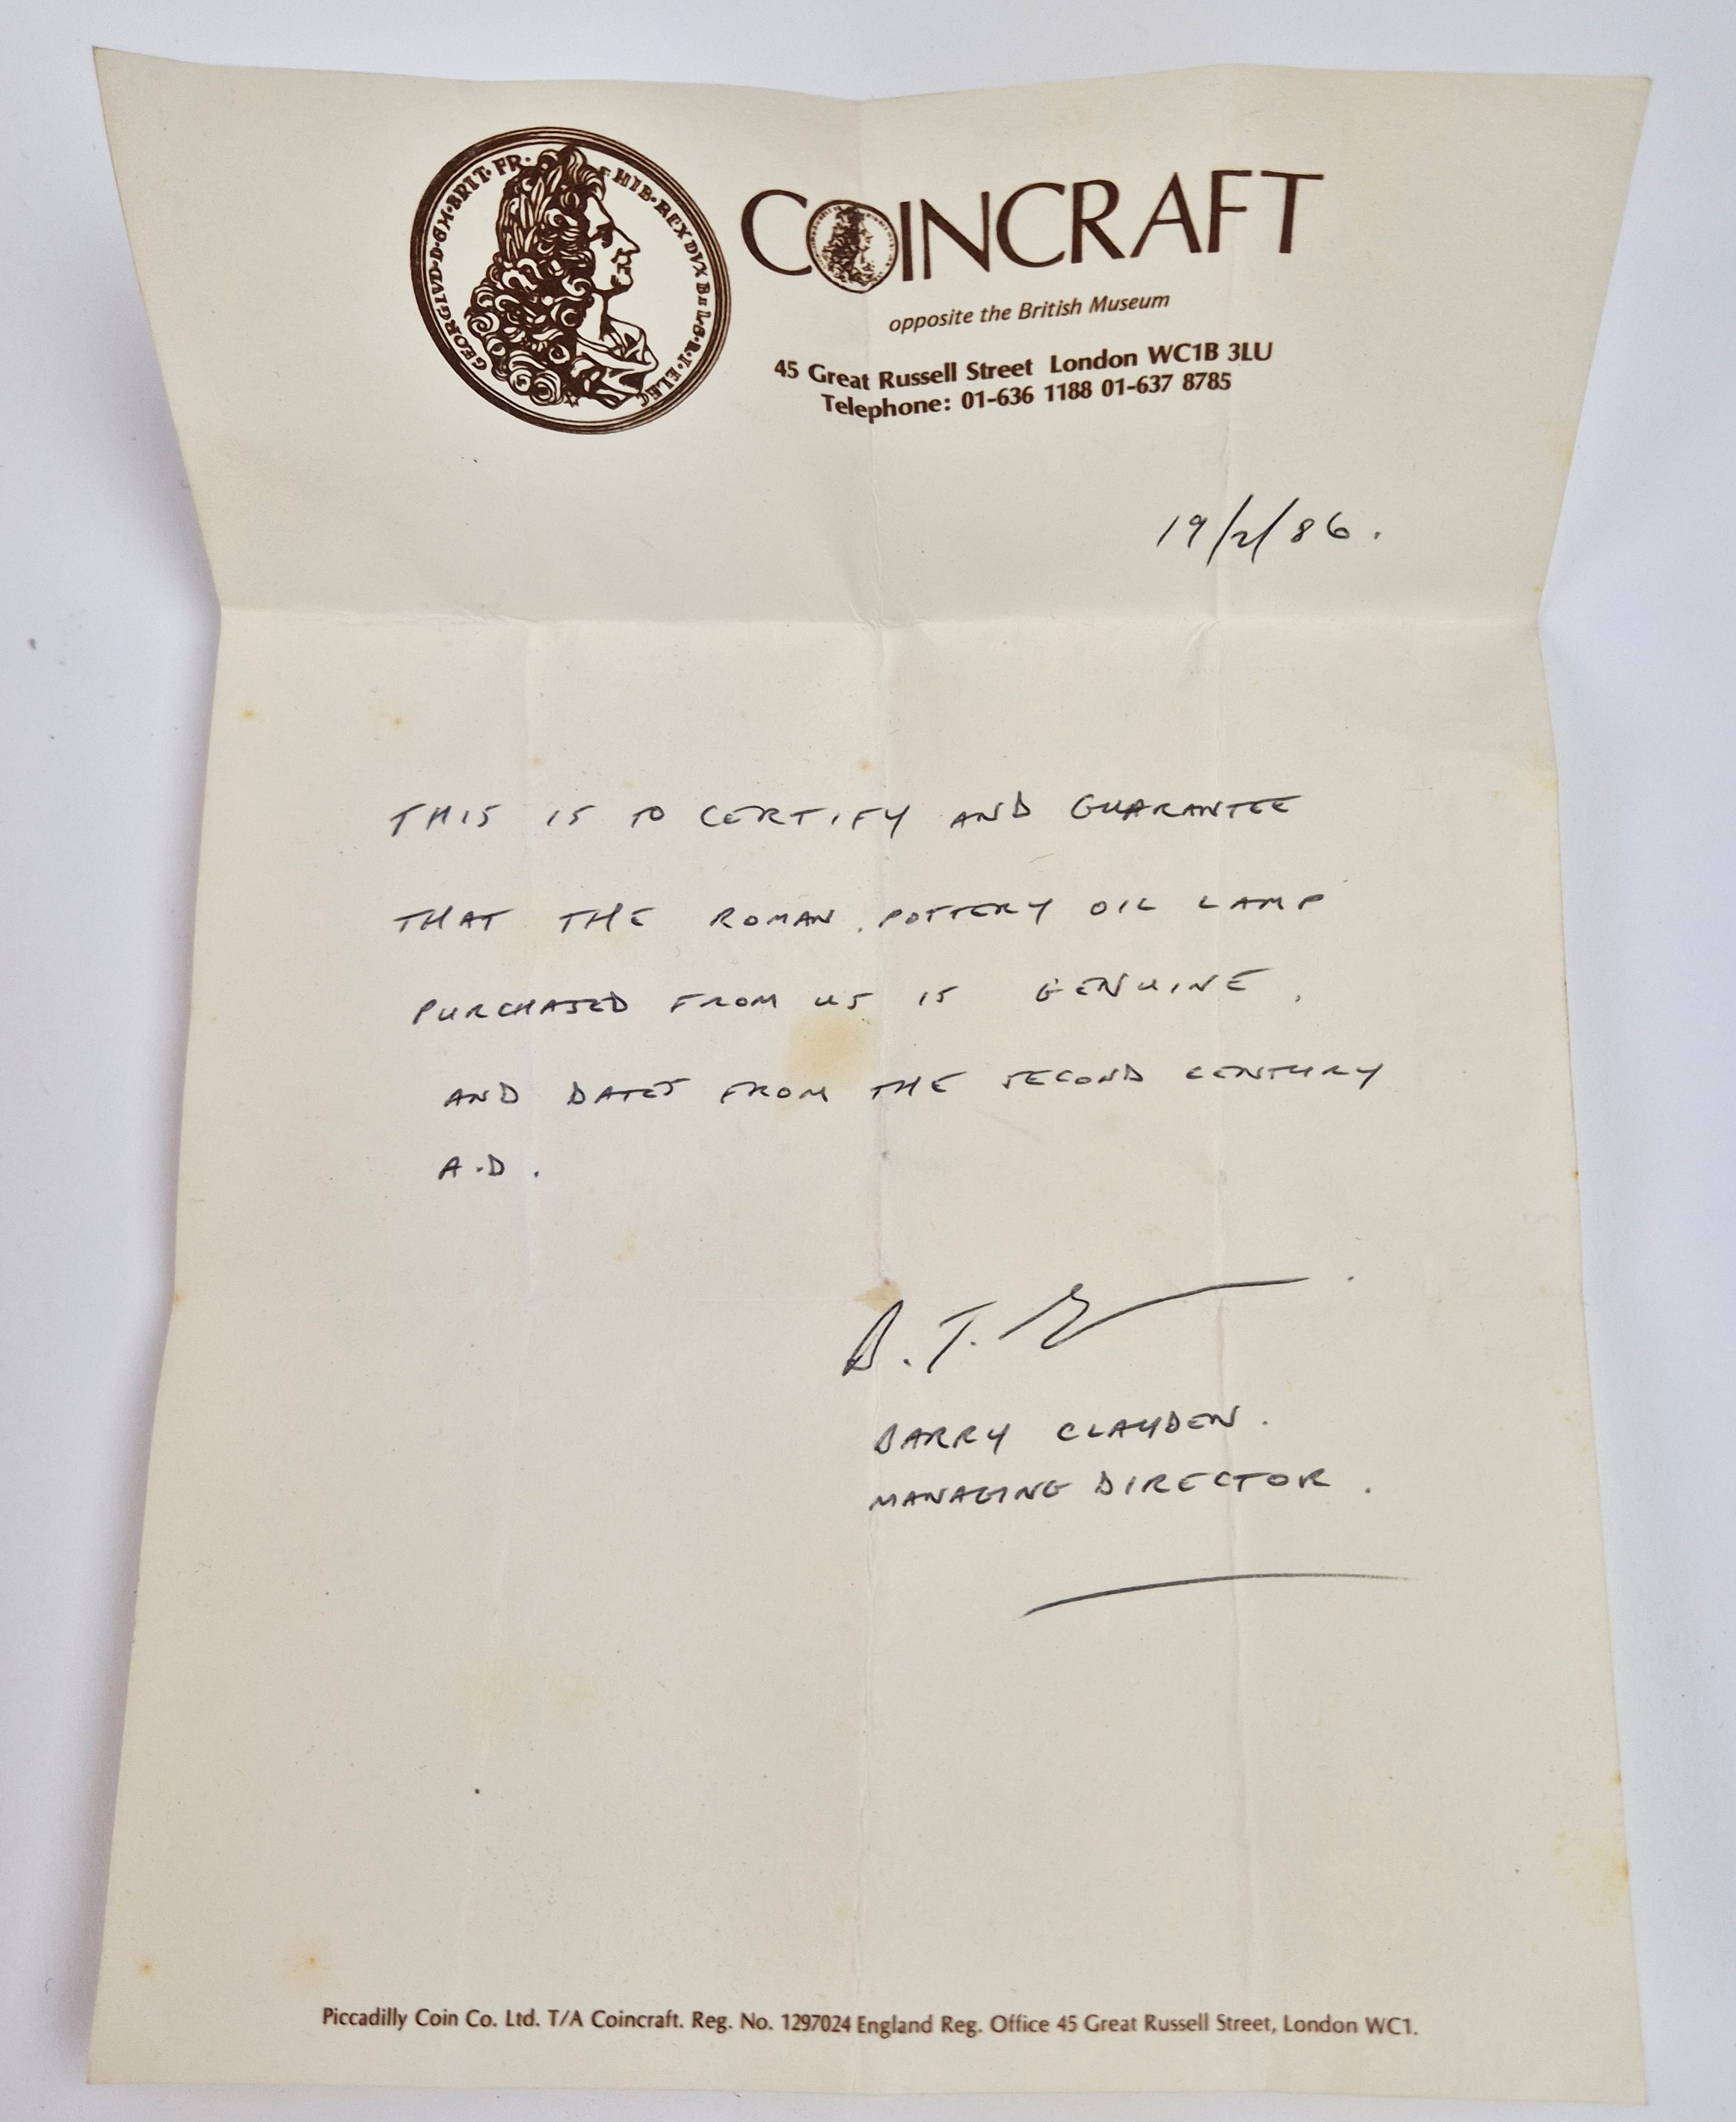 GEORGIVS·D·G·M·BRIT·FR· ET HIB·REX DVX B·ET·L·S·R·I·ELEC
COINCRAFT
opposite the British Museum
45 Great Russell Street London WC1B 3LU
Telephone: 01-636 1188 01-637 8785
19/2/86.
THIS IS TO CERTIFY AND GUARANTEE
THAT THE ROMAN POTTERY OIL LAMP
PURCHASED FROM US IS GENUINE,
AND DATES FROM THE SECOND CENTURY
A.D.
B.T.
BARRY CLAYDEN.
MANAGING DIRECTOR.
Piccadilly Coin Co. Ltd. T/A Coincraft. Reg. No. 1297024 England Reg. Office 45 Great Russell Street, London WC1.